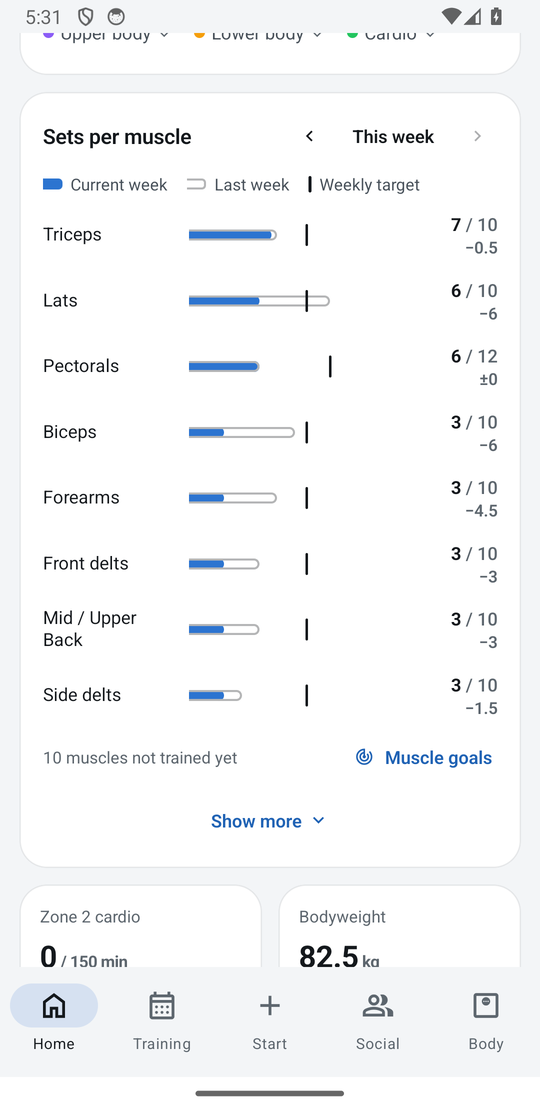 5:31
Upper body
Lower body
Cardio
Sets per muscle
This week
Current week
Last week
Weekly target
Triceps
7 / 10
−0.5
Lats
6 / 10
−6
Pectorals
6 / 12
±0
Biceps
3 / 10
−6
Forearms
3 / 10
−4.5
Front delts
3 / 10
−3
Mid / Upper
Back
3 / 10
−3
Side delts
3 / 10
−1.5
10 muscles not trained yet
Muscle goals
Show more
Zone 2 cardio
0 / 150 min
Bodyweight
82.5 kg
Home
Training
Start
Social
Body